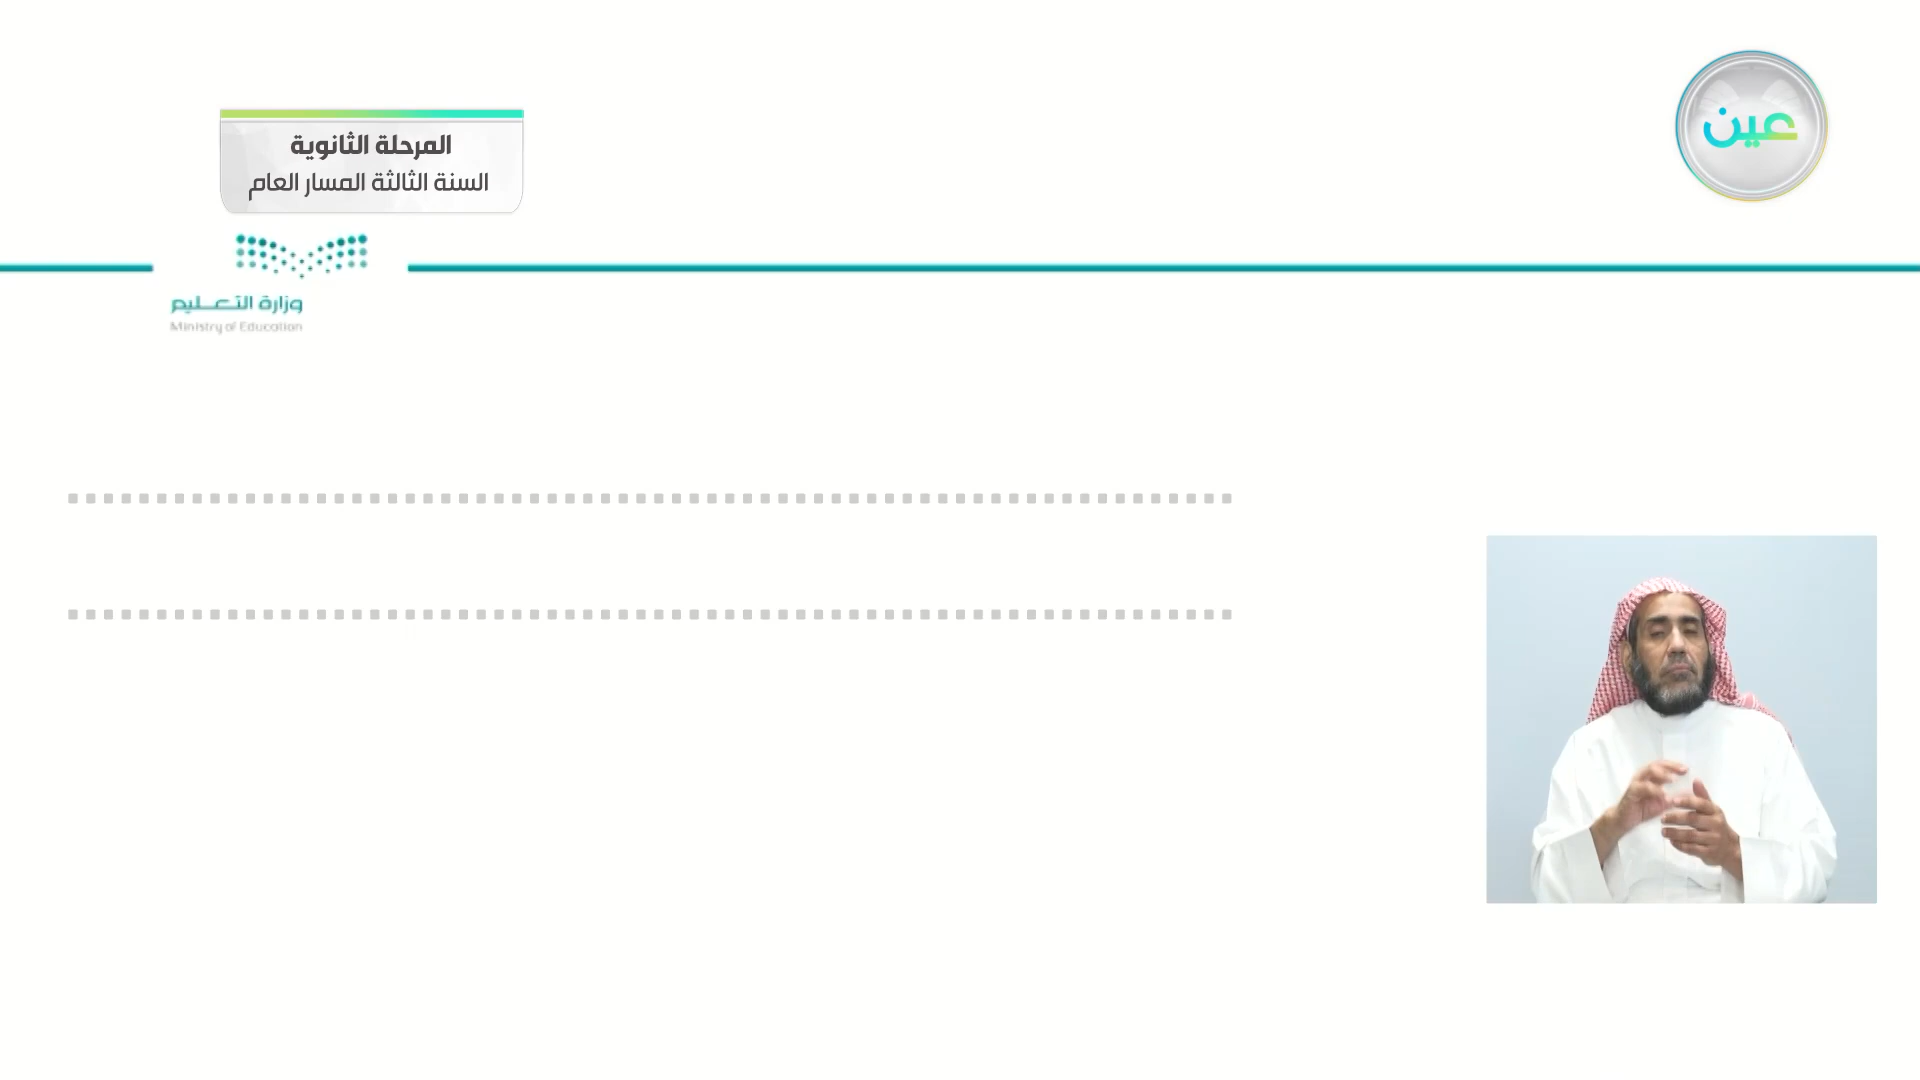 عين
المرحلة الثانوية
السنة الثالثة المسار العام
وزارة التعليم
Ministry of Education